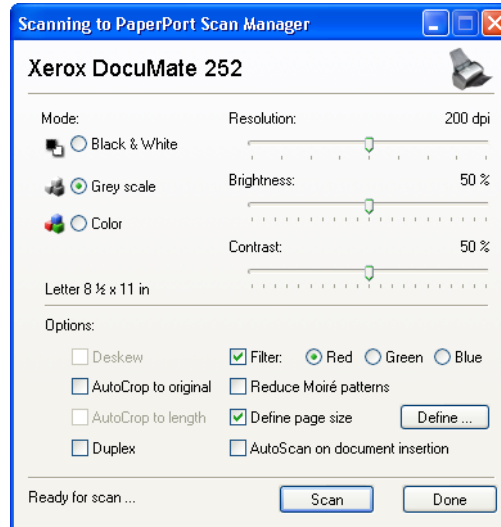 Scanning to PaperPort Scan Manager
Xerox DocuMate 252
Mode:
Black & White
Grey scale
Color
Letter 8 ½ x 11 in
Resolution: 200 dpi
Brightness: 50 %
Contrast: 50 %
Options:
Deskew
AutoCrop to original
AutoCrop to length
Duplex
Filter: Red Green Blue
Reduce Moiré patterns
Define page size Define ...
AutoScan on document insertion
Ready for scan ... Scan Done